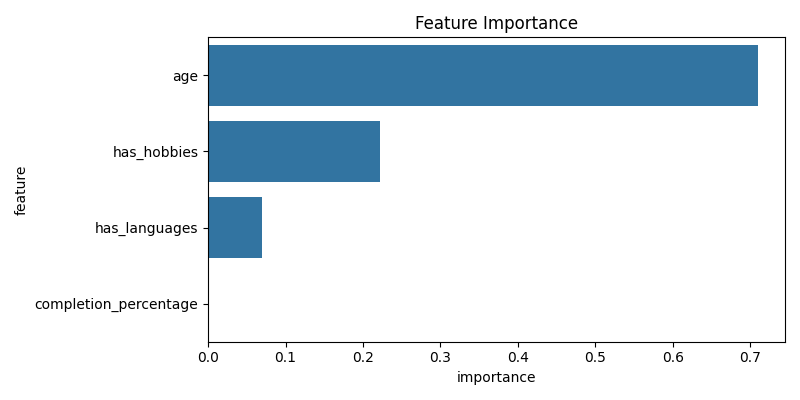 Feature Importance
age
has_hobbies
has_languages
completion_percentage
feature
0.0 0.1 0.2 0.3 0.4 0.5 0.6 0.7
importance